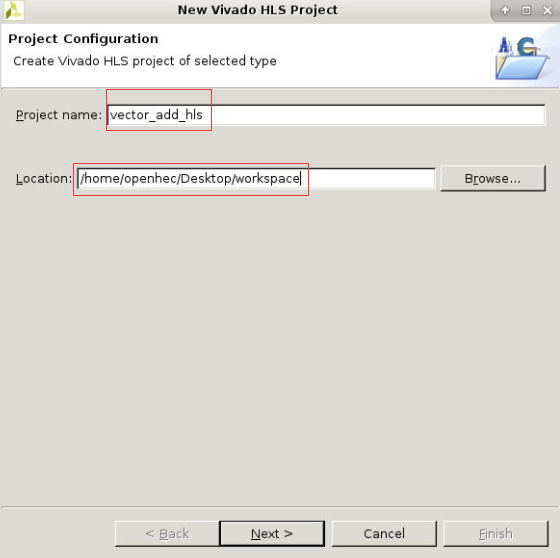 New Vivado HLS Project
Project Configuration
Create Vivado HLS project of selected type
Project name: vector_add_hls
Location: /home/openhec/Desktop/workspace Browse...
< Back Next > Cancel Finish